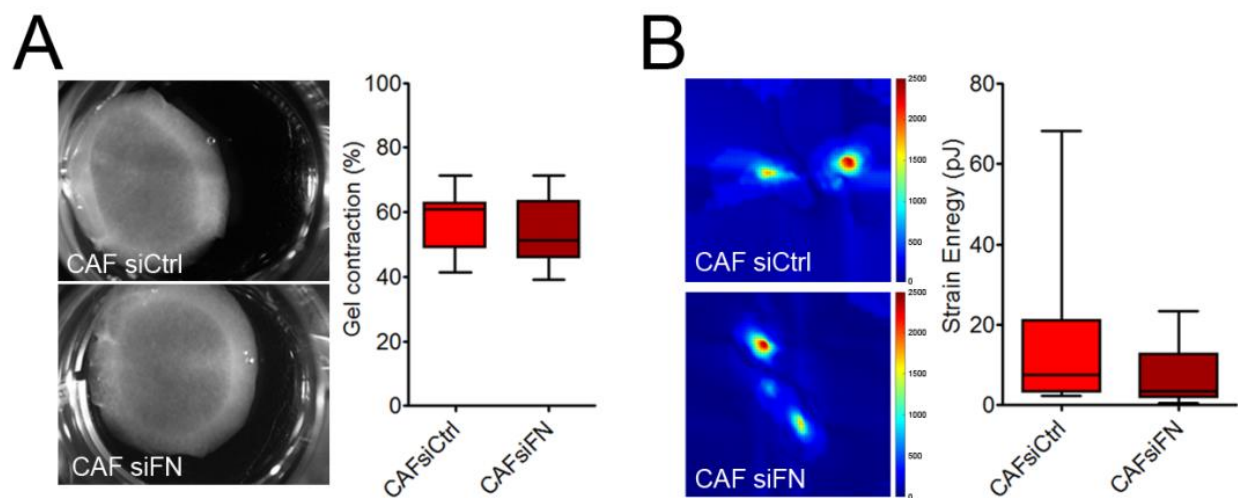 A
CAF siCtrl
CAF siFN
Gel contraction (%)
100
80
60
40
20
0
CAFsiCtrl
CAFsiFN
B
CAF siCtrl
2500
2000
1500
1000
500
0
CAF siFN
2500
2000
1500
1000
500
0
Strain Enregy (pJ)
80
60
40
20
0
CAFsiCtrl
CAFsiFN